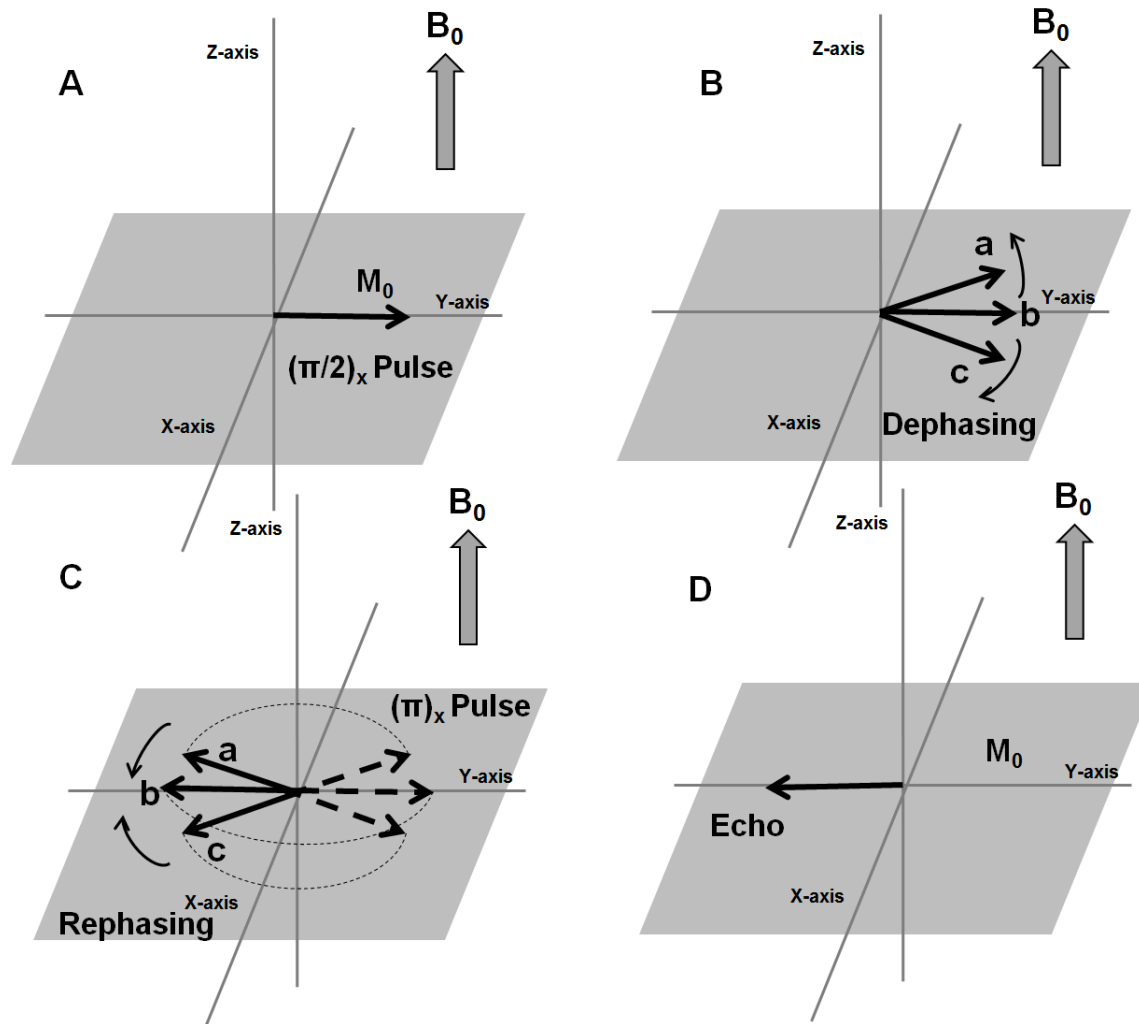 A
Z-axis
B₀
M₀
Y-axis
(π/2)ₓ Pulse
X-axis
B
Z-axis
B₀
a
Y-axis
b
c
X-axis
Dephasing
C
Z-axis
B₀
(π)ₓ Pulse
a
Y-axis
b
c
X-axis
Rephasing
D
Z-axis
B₀
M₀
Y-axis
Echo
X-axis